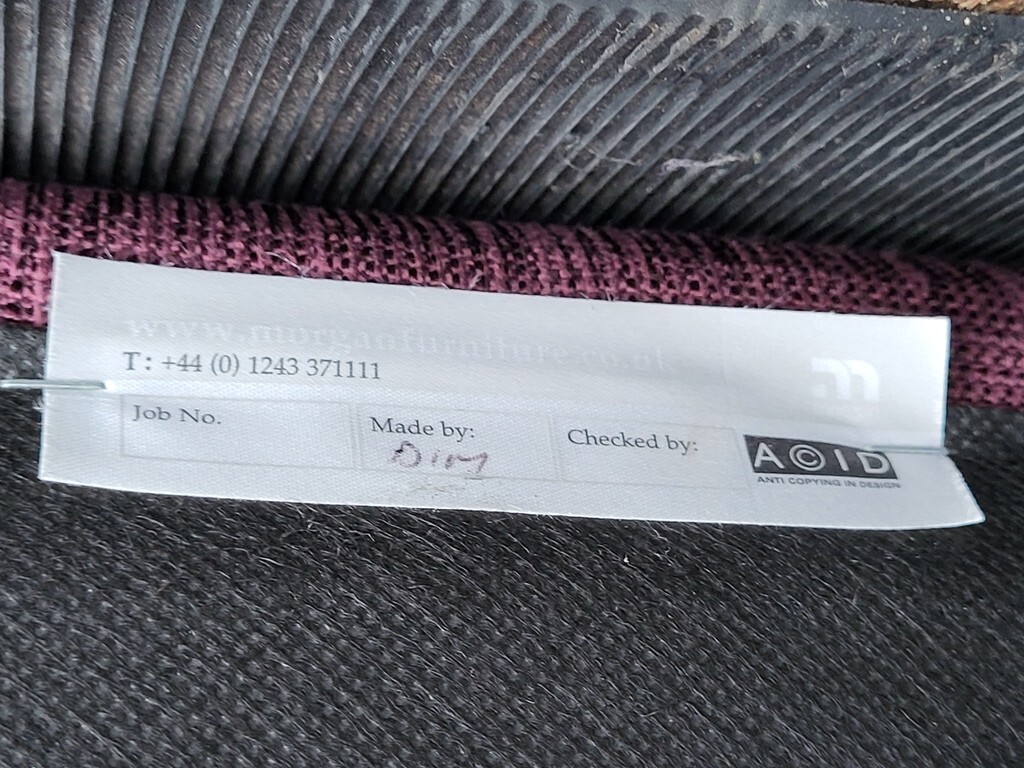 www.morganfurniture.co.uk
T: +44 (0) 1243 371111
m
Job No.
Made by:
Checked by:
A©ID
ANTI COPYING IN DESIGN